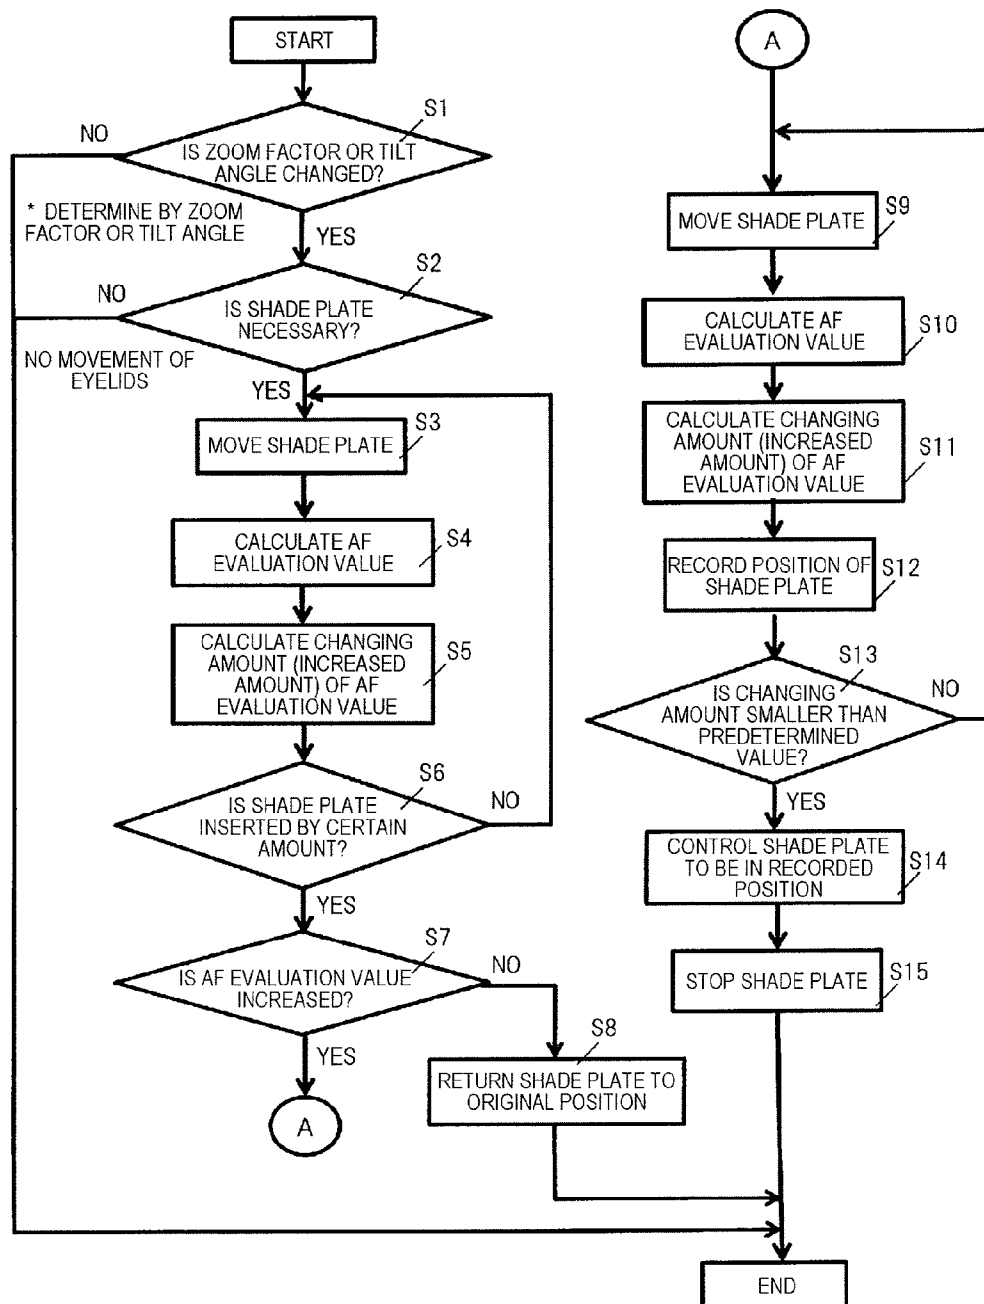 START
S1
NO
IS ZOOM FACTOR OR TILT
ANGLE CHANGED?
* DETERMINE BY ZOOM
FACTOR OR TILT ANGLE
YES
S2
NO
IS SHADE PLATE
NECESSARY?
NO MOVEMENT OF
EYELIDS
YES
S3
MOVE SHADE PLATE
S4
CALCULATE AF
EVALUATION VALUE
S5
CALCULATE CHANGING
AMOUNT (INCREASED
AMOUNT) OF AF
EVALUATION VALUE
S6
IS SHADE PLATE
INSERTED BY CERTAIN
AMOUNT?
NO
YES
S7
IS AF EVALUATION VALUE
INCREASED?
NO
YES
S8
RETURN SHADE PLATE TO
ORIGINAL POSITION
A
A
S9
MOVE SHADE PLATE
S10
CALCULATE AF
EVALUATION VALUE
S11
CALCULATE CHANGING
AMOUNT (INCREASED
AMOUNT) OF AF
EVALUATION VALUE
S12
RECORD POSITION OF
SHADE PLATE
S13
IS CHANGING
AMOUNT SMALLER THAN
PREDETERMINED
VALUE?
NO
YES
S14
CONTROL SHADE PLATE
TO BE IN RECORDED
POSITION
S15
STOP SHADE PLATE
END